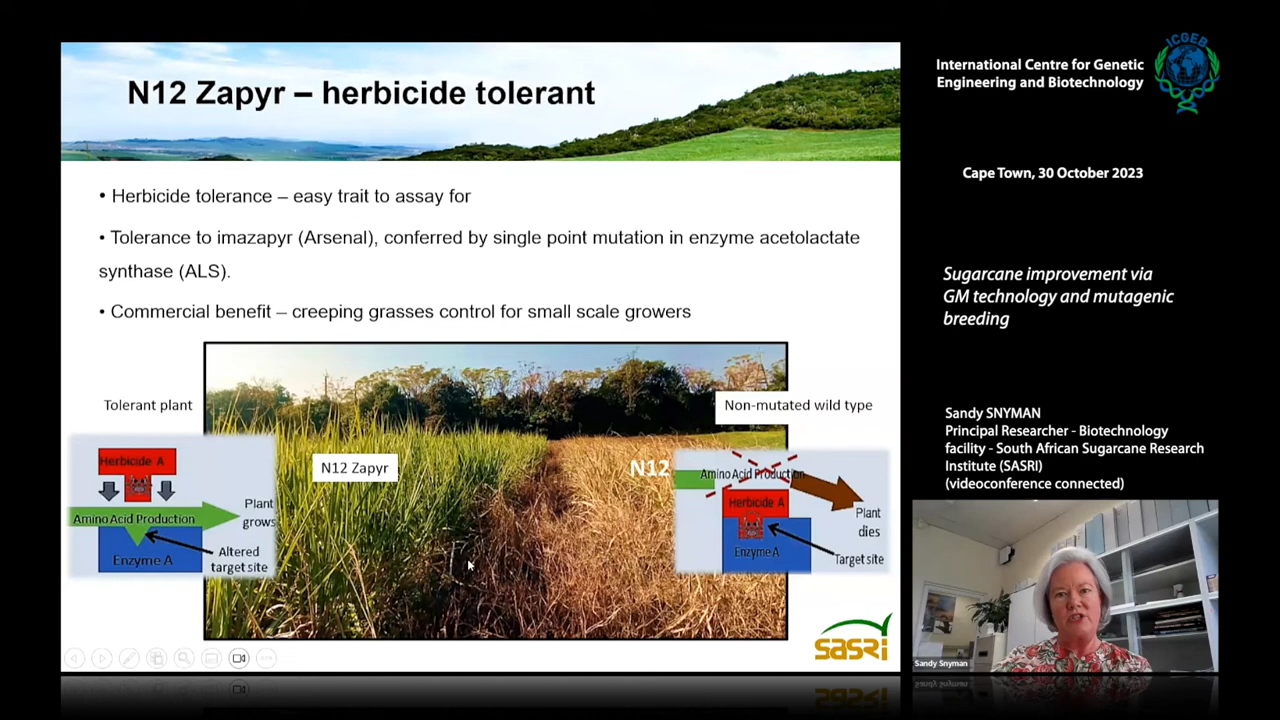 N12 Zapyr – herbicide tolerant
• Herbicide tolerance – easy trait to assay for
• Tolerance to imazapyr (Arsenal), conferred by single point mutation in enzyme acetolactate
synthase (ALS).
• Commercial benefit – creeping grasses control for small scale growers
Tolerant plant
Herbicide A
Amino Acid Production
Plant
grows
Enzyme A
Altered
target site
N12 Zapyr
N12
Non-mutated wild type
Amino Acid Production
Herbicide A
Plant
dies
Enzyme A
Target site
SASRI
International Centre for Genetic
Engineering and Biotechnology
ICGEB
Cape Town, 30 October 2023
Sugarcane improvement via
GM technology and mutagenic
breeding
Sandy SNYMAN
Principal Researcher - Biotechnology
facility - South African Sugarcane Research
Institute (SASRI)
(videoconference connected)
Sandy Snyman